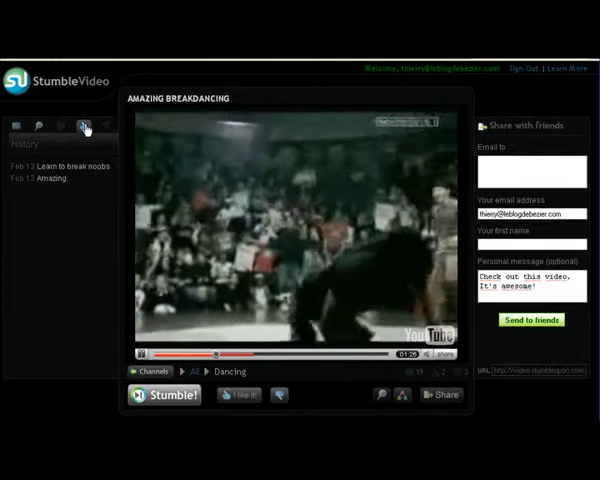 Welcome, thierry@leblogdebezier.com! Sign Out | Learn More
StumbleVideo
AMAZING BREAKDANCING
Share with friends
History
Email to
Feb 13 Learn to break noobs
Feb 13 Amazing.
Your email address
thierry@leblogdebezier.com
Your first name
Personal message (optional)
Check out this video.
It's awesome!
Send to friends
YouTube
01:26 share
Channels All Dancing
URL http://video.stumbleupon.com
Stumble! I like it! Share